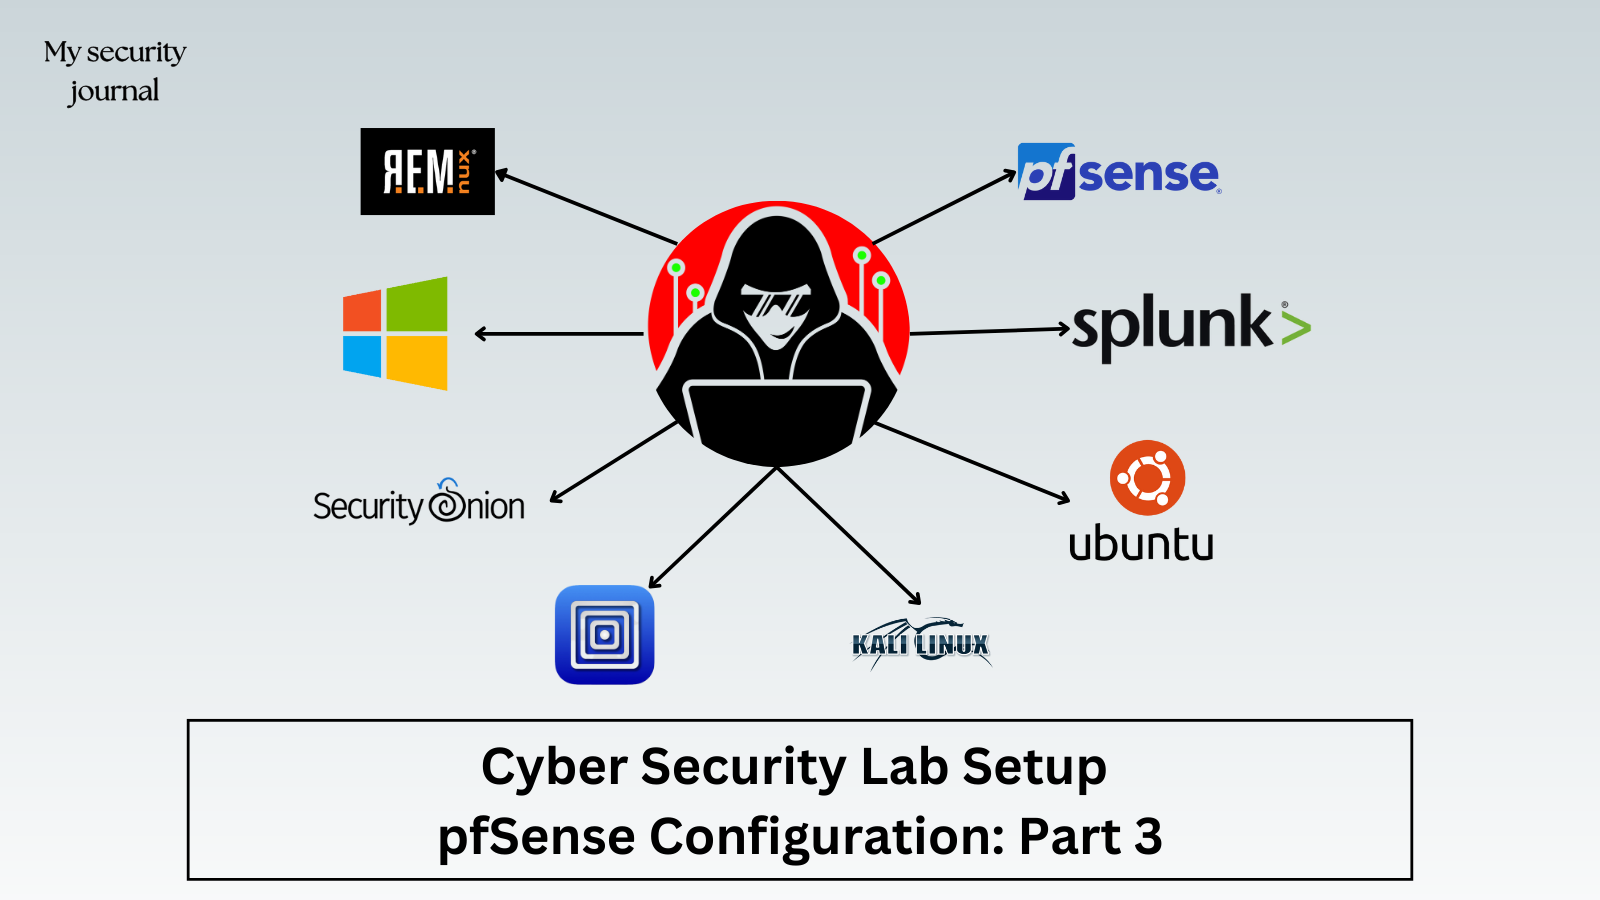 My security
journal
REMnux®
pfsense®
splunk>®
Security Onion
ubuntu
KALI LINUX
Cyber Security Lab Setup
pfSense Configuration: Part 3